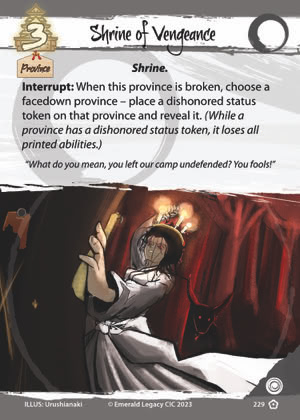 Shrine of Vengeance
3
Province
Shrine.
Interrupt: When this province is broken, choose a
facedown province – place a dishonored status
token on that province and reveal it. (While a
province has a dishonored status token, it loses all
printed abilities.)
"What do you mean, you left our camp undefended? You fools!"
ILLUS: Urushianaki © Emerald Legacy CIC 2023 229